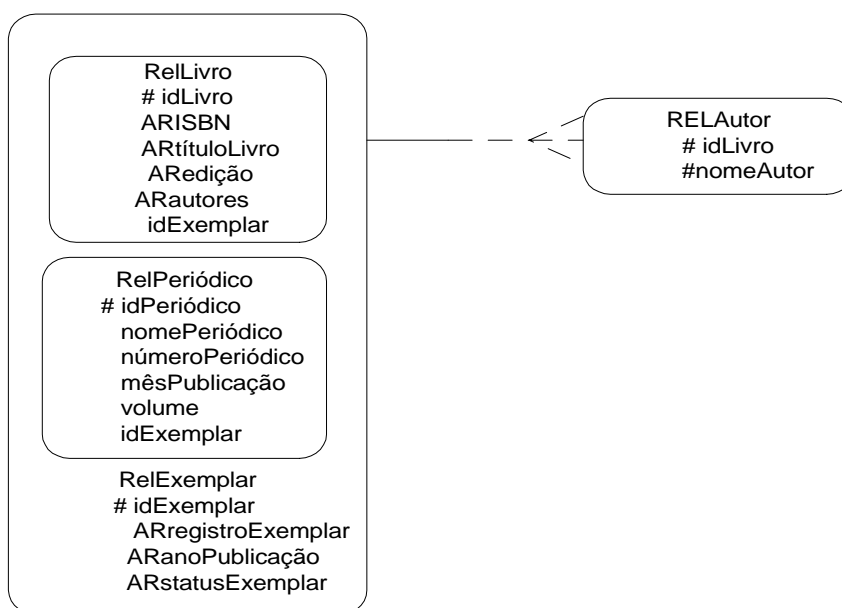 RelLivro
# idLivro
ARISBN
ARtítuloLivro
ARedição
ARautores
idExemplar
RelPeriódico
# idPeriódico
nomePeriódico
númeroPeriódico
mêsPublicação
volume
idExemplar
RelExemplar
# idExemplar
ARregistroExemplar
ARanoPublicação
ARstatusExemplar
RELAutor
# idLivro
#nomeAutor